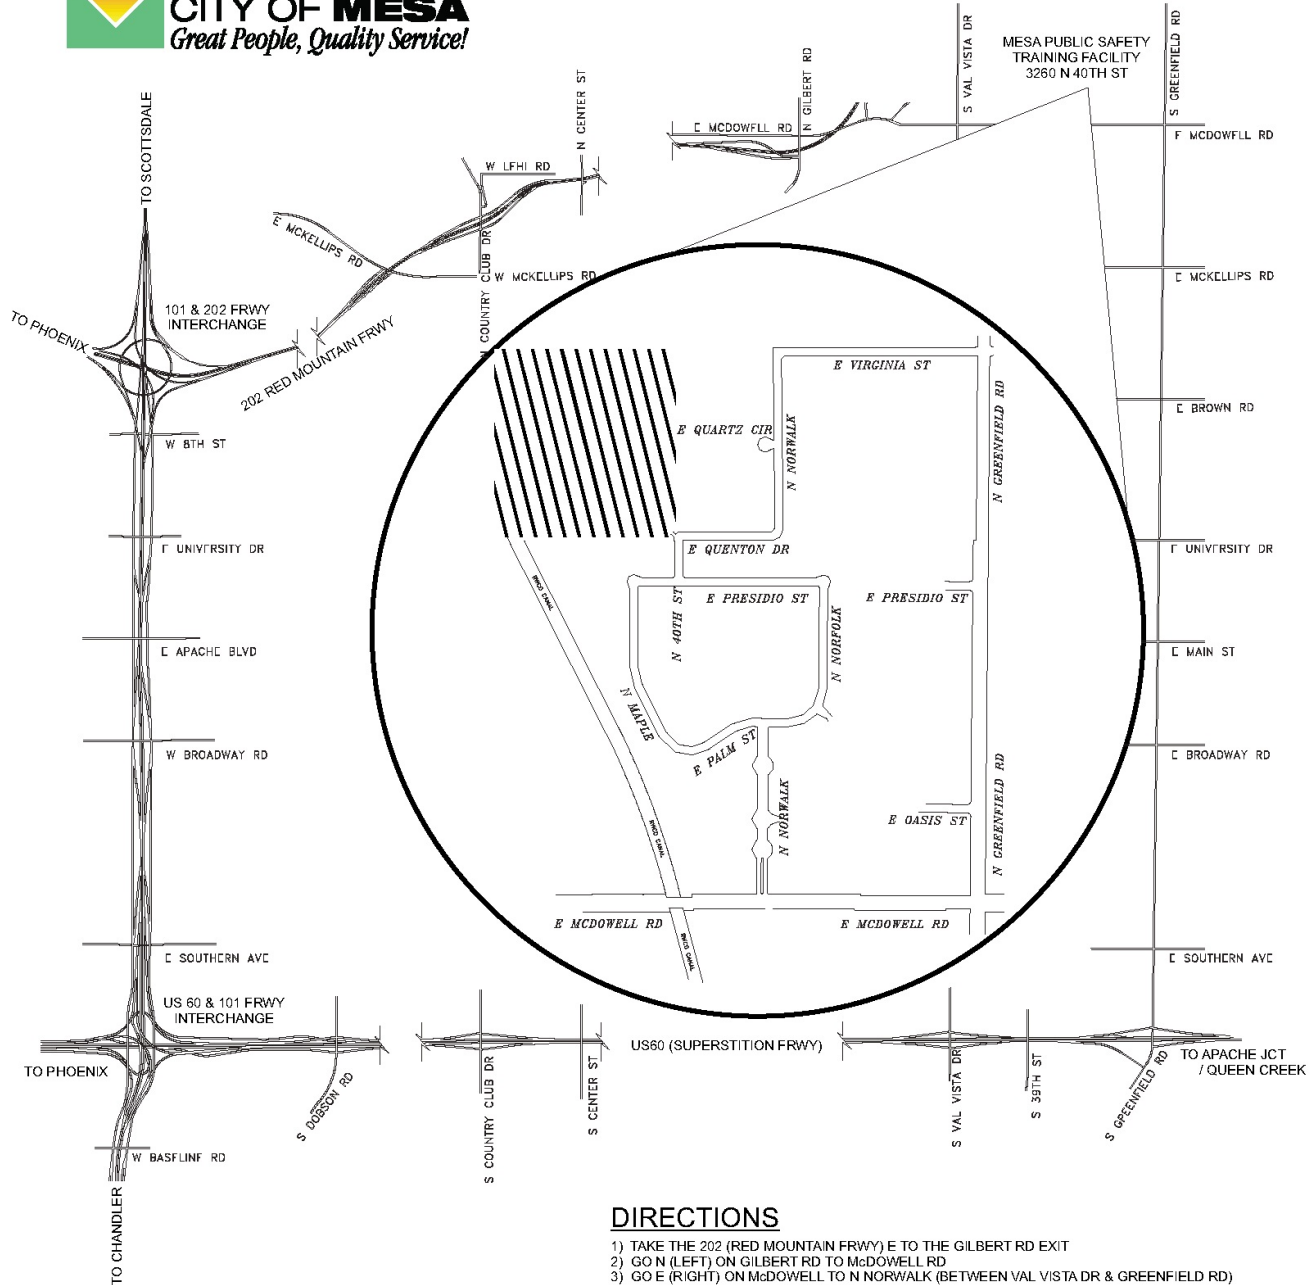 CITY OF MESA
Great People, Quality Service!
MESA PUBLIC SAFETY
TRAINING FACILITY
3260 N 40TH ST
S VAL VISTA DR
S GREENFIELD RD
N GILBERT RD
N CENTER ST
TO SCOTTSDALE
E MCDOWELL RD
E MCDOWELL RD
W LEHI RD
E MCKELLIPS RD
W MCKELLIPS RD
E MCKELLIPS RD
N COUNTRY CLUB DR
101 & 202 FRWY
INTERCHANGE
TO PHOENIX
202 RED MOUNTAIN FRWY
E VIRGINIA ST
E BROWN RD
E QUARTZ CIR
N NORWALK
N GREENFIELD RD
W 8TH ST
E UNIVERSITY DR
E QUENTON DR
E UNIVERSITY DR
RWCD CANAL
E PRESIDIO ST
E PRESIDIO ST
N 40TH ST
N NORFOLK
E APACHE BLVD
E MAIN ST
N MAPLE
E PALM ST
W BROADWAY RD
E BROADWAY RD
N NORWALK
N GREENFIELD RD
E OASIS ST
RWCD CANAL
E MCDOWELL RD
E MCDOWELL RD
RWCD CANAL
E SOUTHERN AVE
E SOUTHERN AVE
US 60 & 101 FRWY
INTERCHANGE
US60 (SUPERSTITION FRWY)
TO PHOENIX
TO APACHE JCT
/ QUEEN CREEK
S DOBSON RD
S COUNTRY CLUB DR
S CENTER ST
S VAL VISTA DR
S 39TH ST
S GREENFIELD RD
W BASELINE RD
TO CHANDLER
DIRECTIONS
1) TAKE THE 202 (RED MOUNTAIN FRWY) E TO THE GILBERT RD EXIT
2) GO N (LEFT) ON GILBERT RD TO McDOWELL RD
3) GO E (RIGHT) ON McDOWELL TO N NORWALK (BETWEEN VAL VISTA DR & GREENFIELD RD)